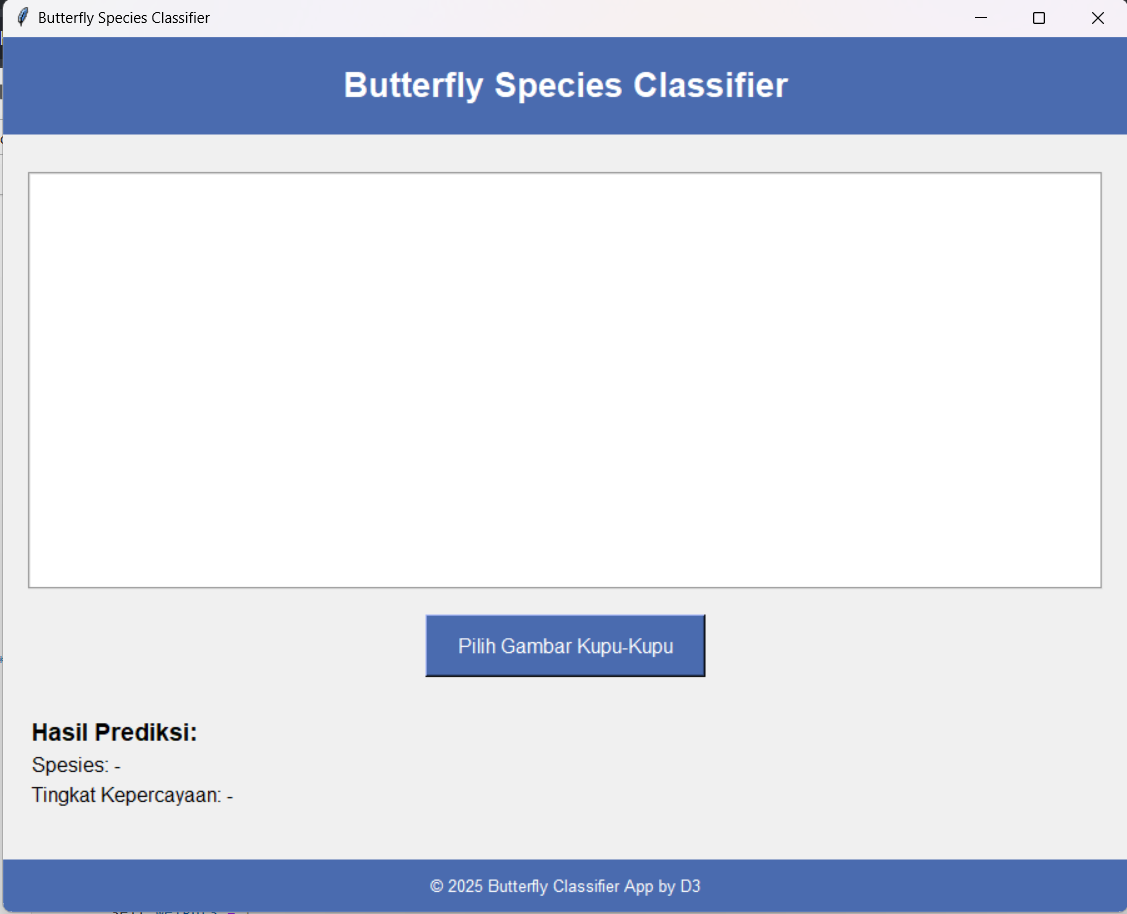 Butterfly Species Classifier
Butterfly Species Classifier
Pilih Gambar Kupu-Kupu
Hasil Prediksi:
Spesies: -
Tingkat Kepercayaan: -
© 2025 Butterfly Classifier App by D3